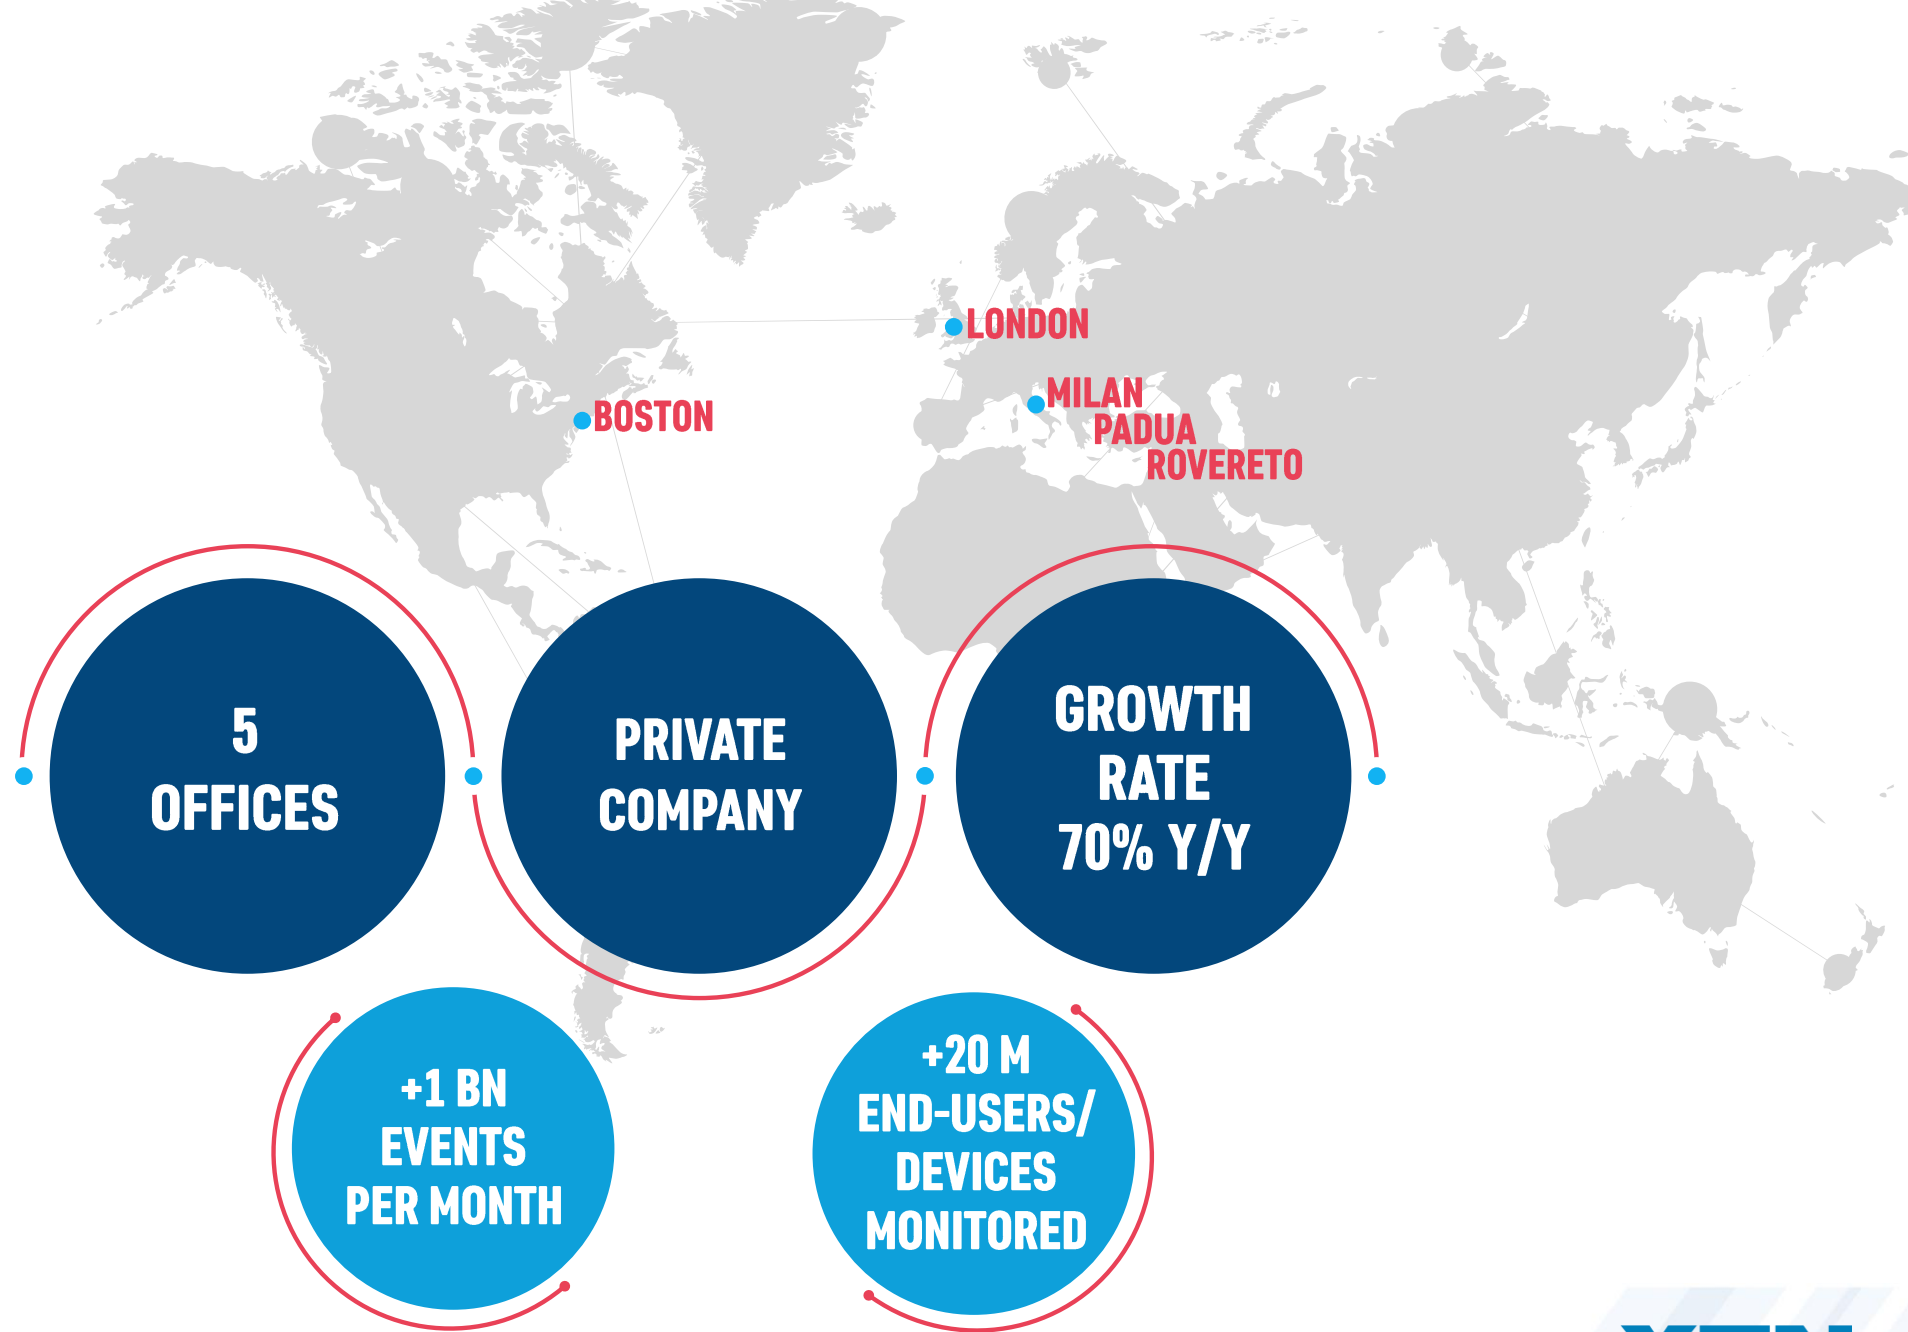 LONDON
MILAN
PADUA
ROVERETO
BOSTON
5
OFFICES
PRIVATE
COMPANY
GROWTH
RATE
70% Y/Y
+1 BN
EVENTS
PER MONTH
+20 M
END-USERS/
DEVICES
MONITORED